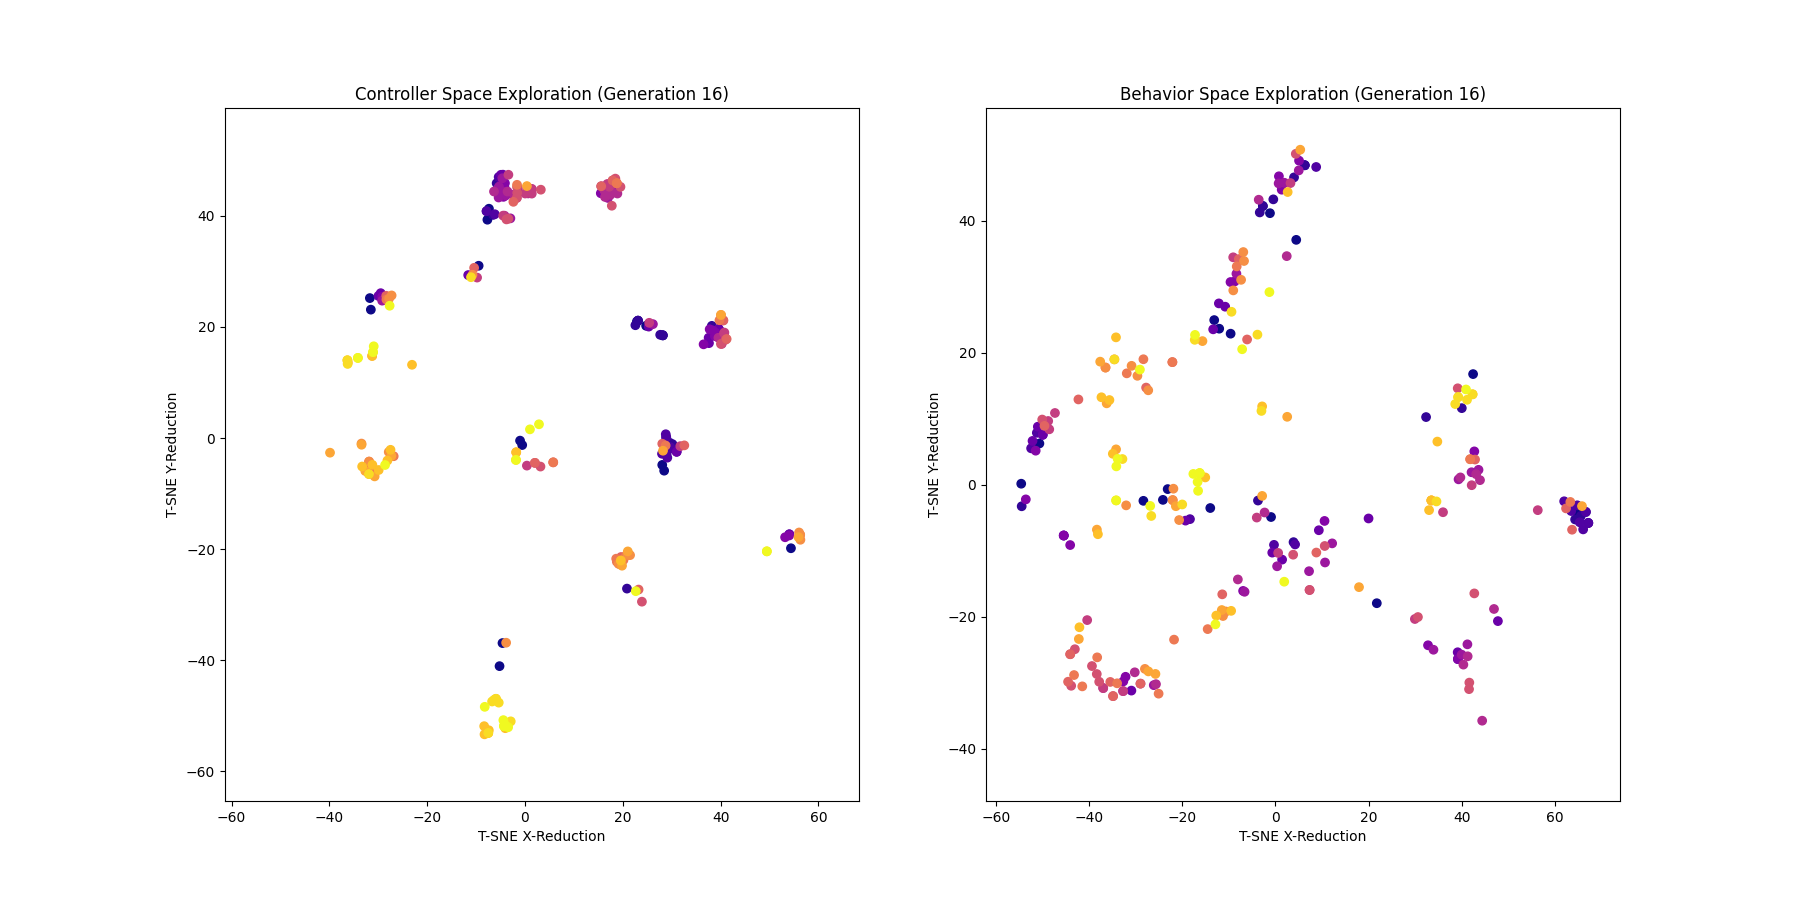 Controller Space Exploration (Generation 16)
40
20
0
−20
−40
−60
T-SNE Y-Reduction
−60 −40 −20 0 20 40 60
T-SNE X-Reduction
Behavior Space Exploration (Generation 16)
40
20
0
−20
−40
T-SNE Y-Reduction
−60 −40 −20 0 20 40 60
T-SNE X-Reduction